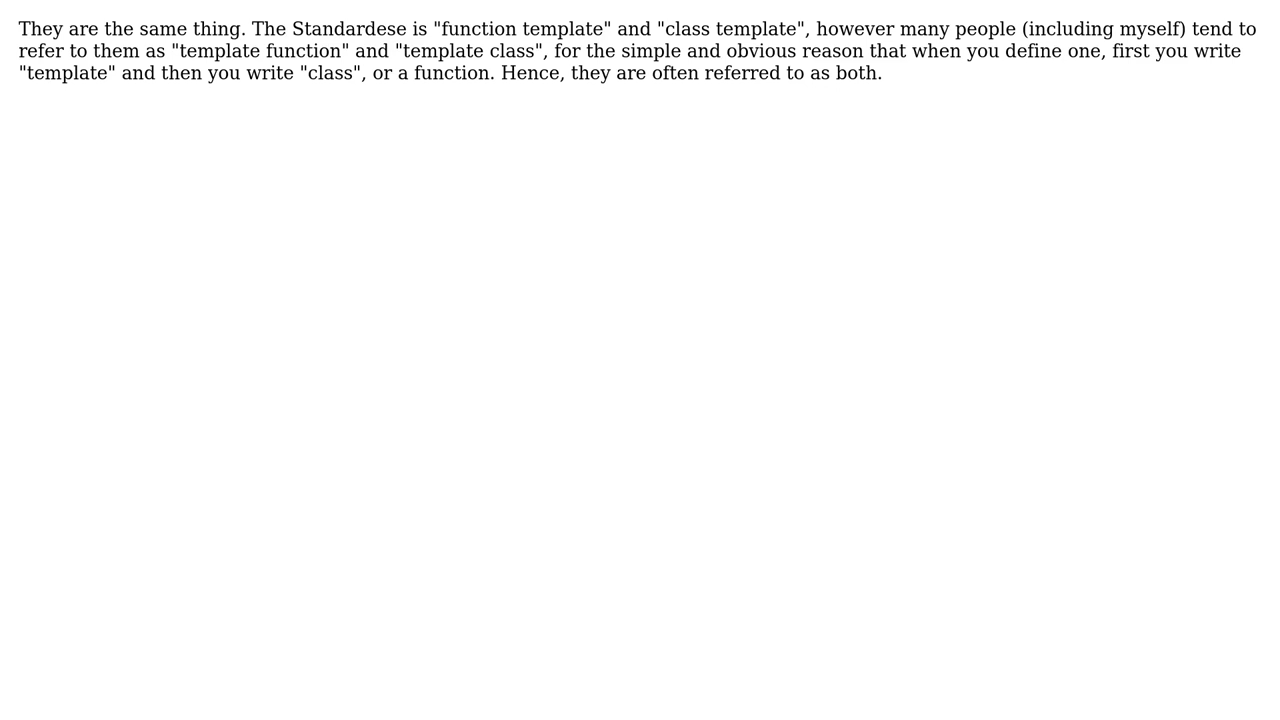 They are the same thing. The Standardese is "function template" and "class template", however many people (including myself) tend to
refer to them as "template function" and "template class", for the simple and obvious reason that when you define one, first you write
"template" and then you write "class", or a function. Hence, they are often referred to as both.